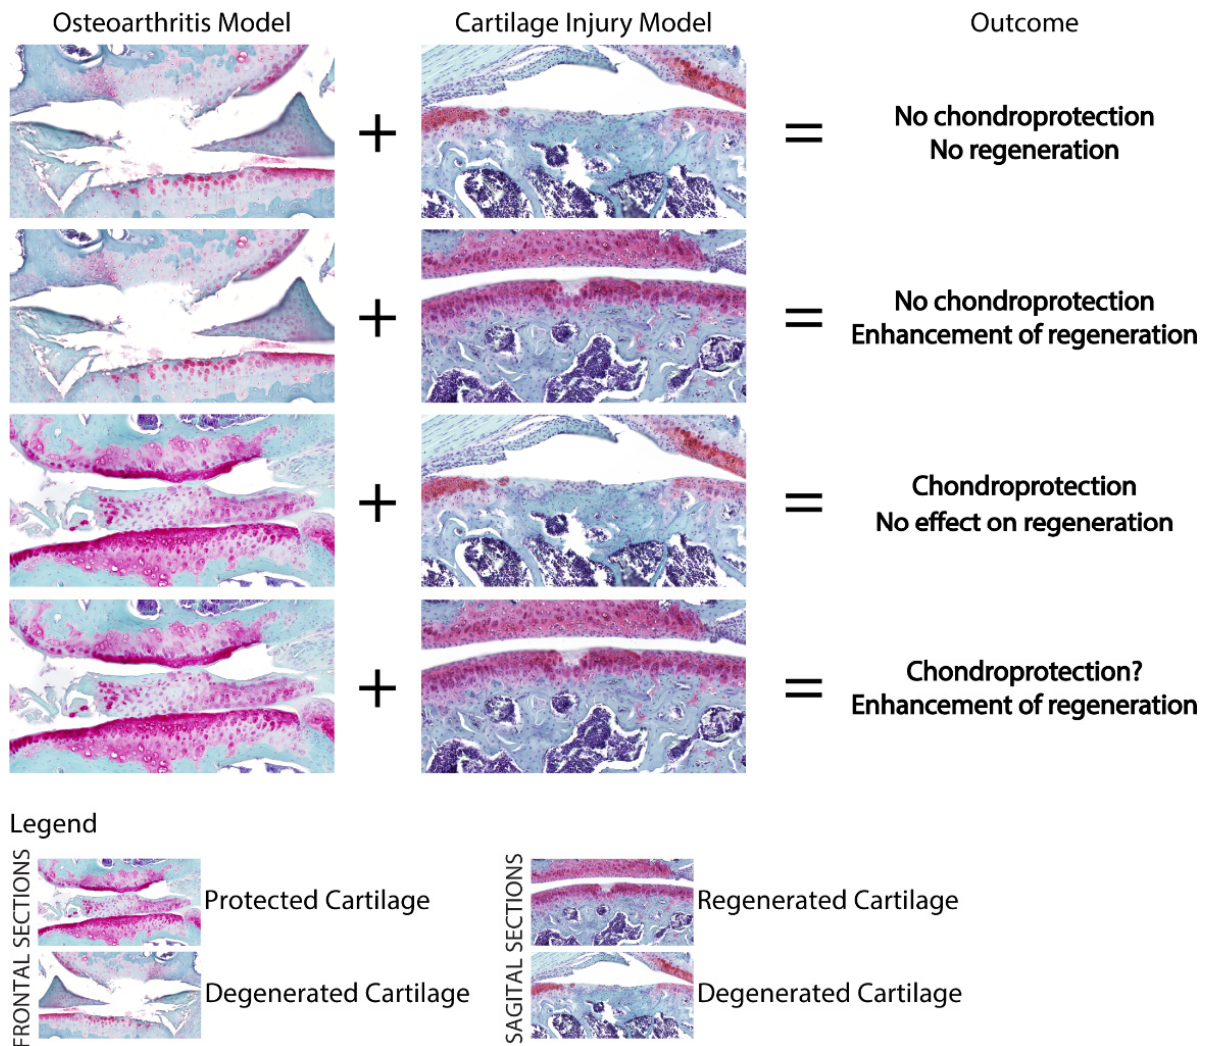 Osteoarthritis Model
Cartilage Injury Model
Outcome
+
=
No chondroprotection
No regeneration
+
=
No chondroprotection
Enhancement of regeneration
+
=
Chondroprotection
No effect on regeneration
+
=
Chondroprotection?
Enhancement of regeneration
Legend
FRONTAL SECTIONS
Protected Cartilage
Degenerated Cartilage
SAGITAL SECTIONS
Regenerated Cartilage
Degenerated Cartilage